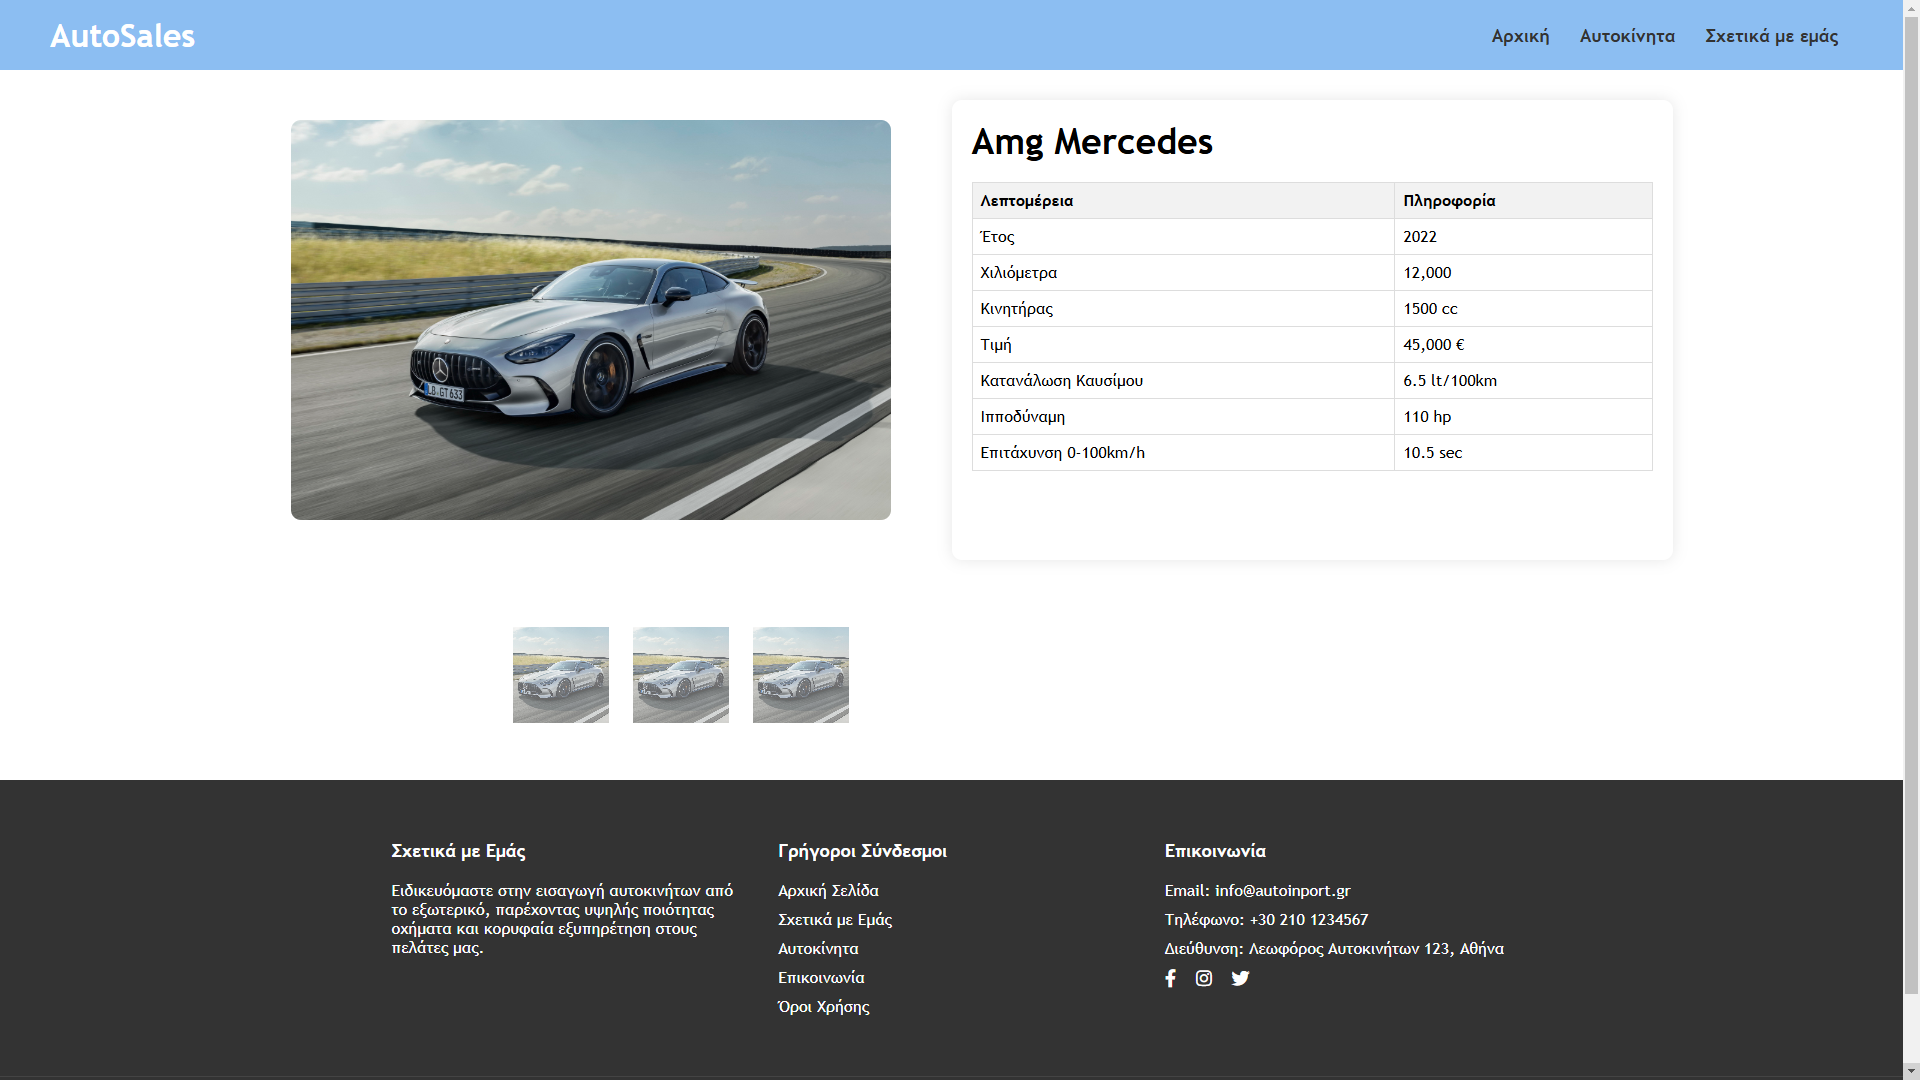 AutoSales
Αρχική
Αυτοκίνητα
Σχετικά με εμάς
LB·GT 633
Amg Mercedes
Λεπτομέρεια Πληροφορία
Έτος 2022
Χιλιόμετρα 12,000
Κινητήρας 1500 cc
Τιμή 45,000 €
Κατανάλωση Καυσίμου 6.5 lt/100km
Ιπποδύναμη 110 hp
Επιτάχυνση 0-100km/h 10.5 sec
Σχετικά με Εμάς
Ειδικευόμαστε στην εισαγωγή αυτοκινήτων από
το εξωτερικό, παρέχοντας υψηλής ποιότητας
οχήματα και κορυφαία εξυπηρέτηση στους
πελάτες μας.
Γρήγοροι Σύνδεσμοι
Αρχική Σελίδα
Σχετικά με Εμάς
Αυτοκίνητα
Επικοινωνία
Όροι Χρήσης
Επικοινωνία
Email: info@autoinport.gr
Τηλέφωνο: +30 210 1234567
Διεύθυνση: Λεωφόρος Αυτοκινήτων 123, Αθήνα